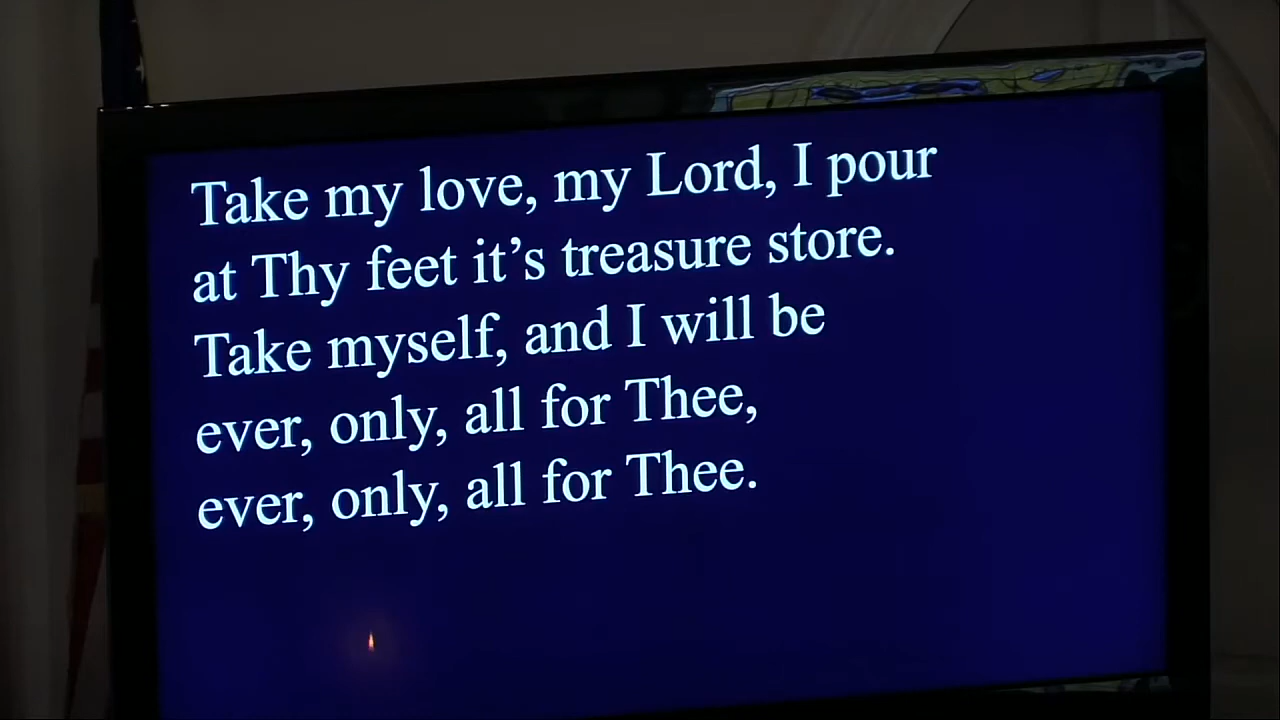 Take my love, my Lord, I pour
at Thy feet it’s treasure store.
Take myself, and I will be
ever, only, all for Thee,
ever, only, all for Thee.